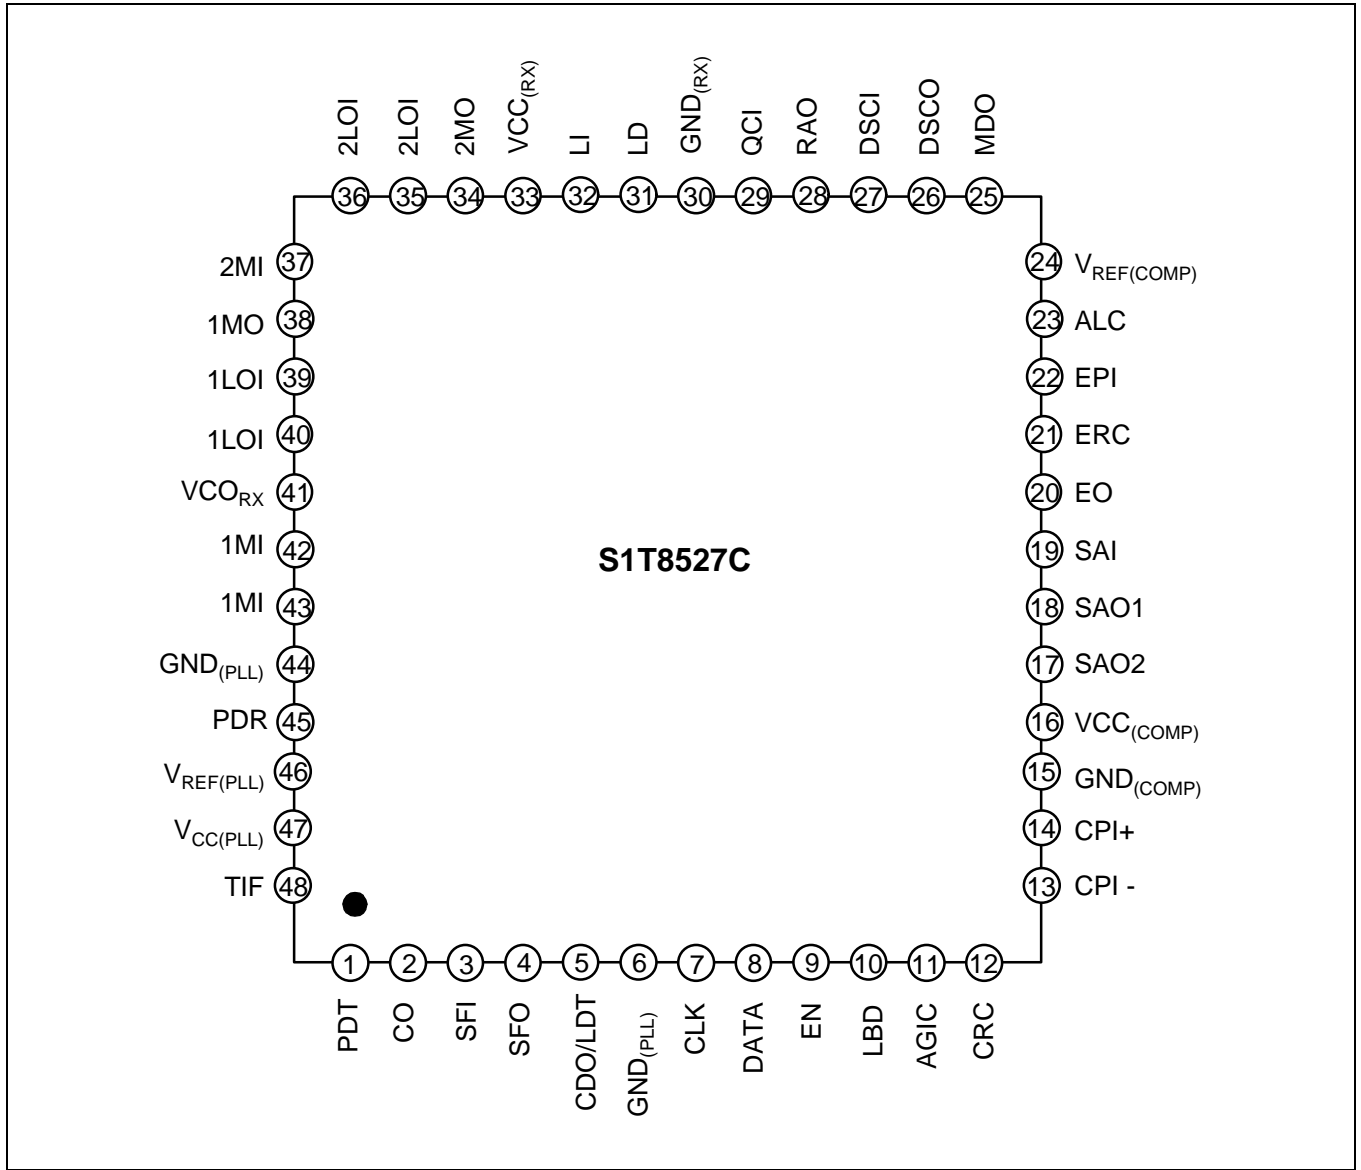 2LOI
2LOI
2MO
VCC(RX)
LI
LD
GND(RX)
QCI
RAO
DSCI
DSCO
MDO
36
35
34
33
32
31
30
29
28
27
26
25
2MI 37
1MO 38
1LOI 39
1LOI 40
VCORX 41
1MI 42
1MI 43
GND(PLL) 44
PDR 45
VREF(PLL) 46
VCC(PLL) 47
TIF 48
S1T8527C
24 VREF(COMP)
23 ALC
22 EPI
21 ERC
20 EO
19 SAI
18 SAO1
17 SAO2
16 VCC(COMP)
15 GND(COMP)
14 CPI+
13 CPI -
1
2
3
4
5
6
7
8
9
10
11
12
PDT
CO
SFI
SFO
CDO/LDT
GND(PLL)
CLK
DATA
EN
LBD
AGIC
CRC